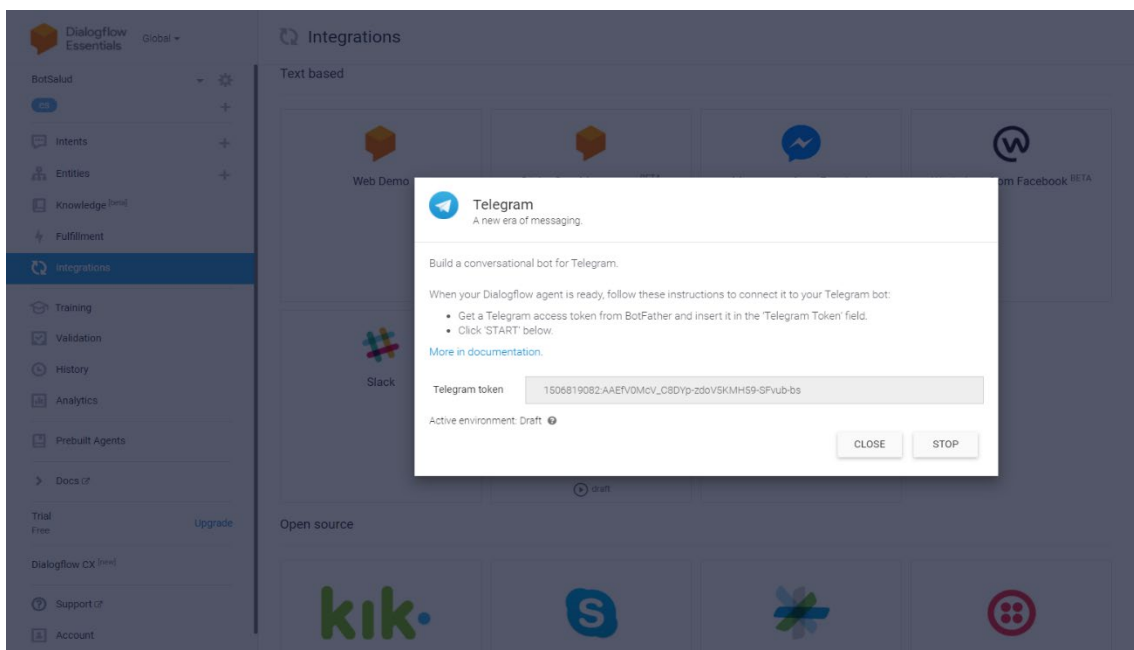 Dialogflow
Essentials
Global
Integrations
BotSalud
es
Text based
Intents
Entities
Knowledge [beta]
Fulfillment
Integrations
Training
Validation
History
Analytics
Prebuilt Agents
Docs
Trial
Free
Upgrade
Dialogflow CX [new]
Support
Account
Web Demo
BETA
om Facebook BETA
Slack
Telegram
A new era of messaging.
Build a conversational bot for Telegram.
When your Dialogflow agent is ready, follow these instructions to connect it to your Telegram bot:
Get a Telegram access token from BotFather and insert it in the 'Telegram Token' field.
Click 'START' below.
More in documentation.
Telegram token
1506819082:AAEfV0McV_C8DYp-zdoV5KMH59-SFvub-bs
Active environment: Draft
CLOSE
STOP
draft
Open source
kik